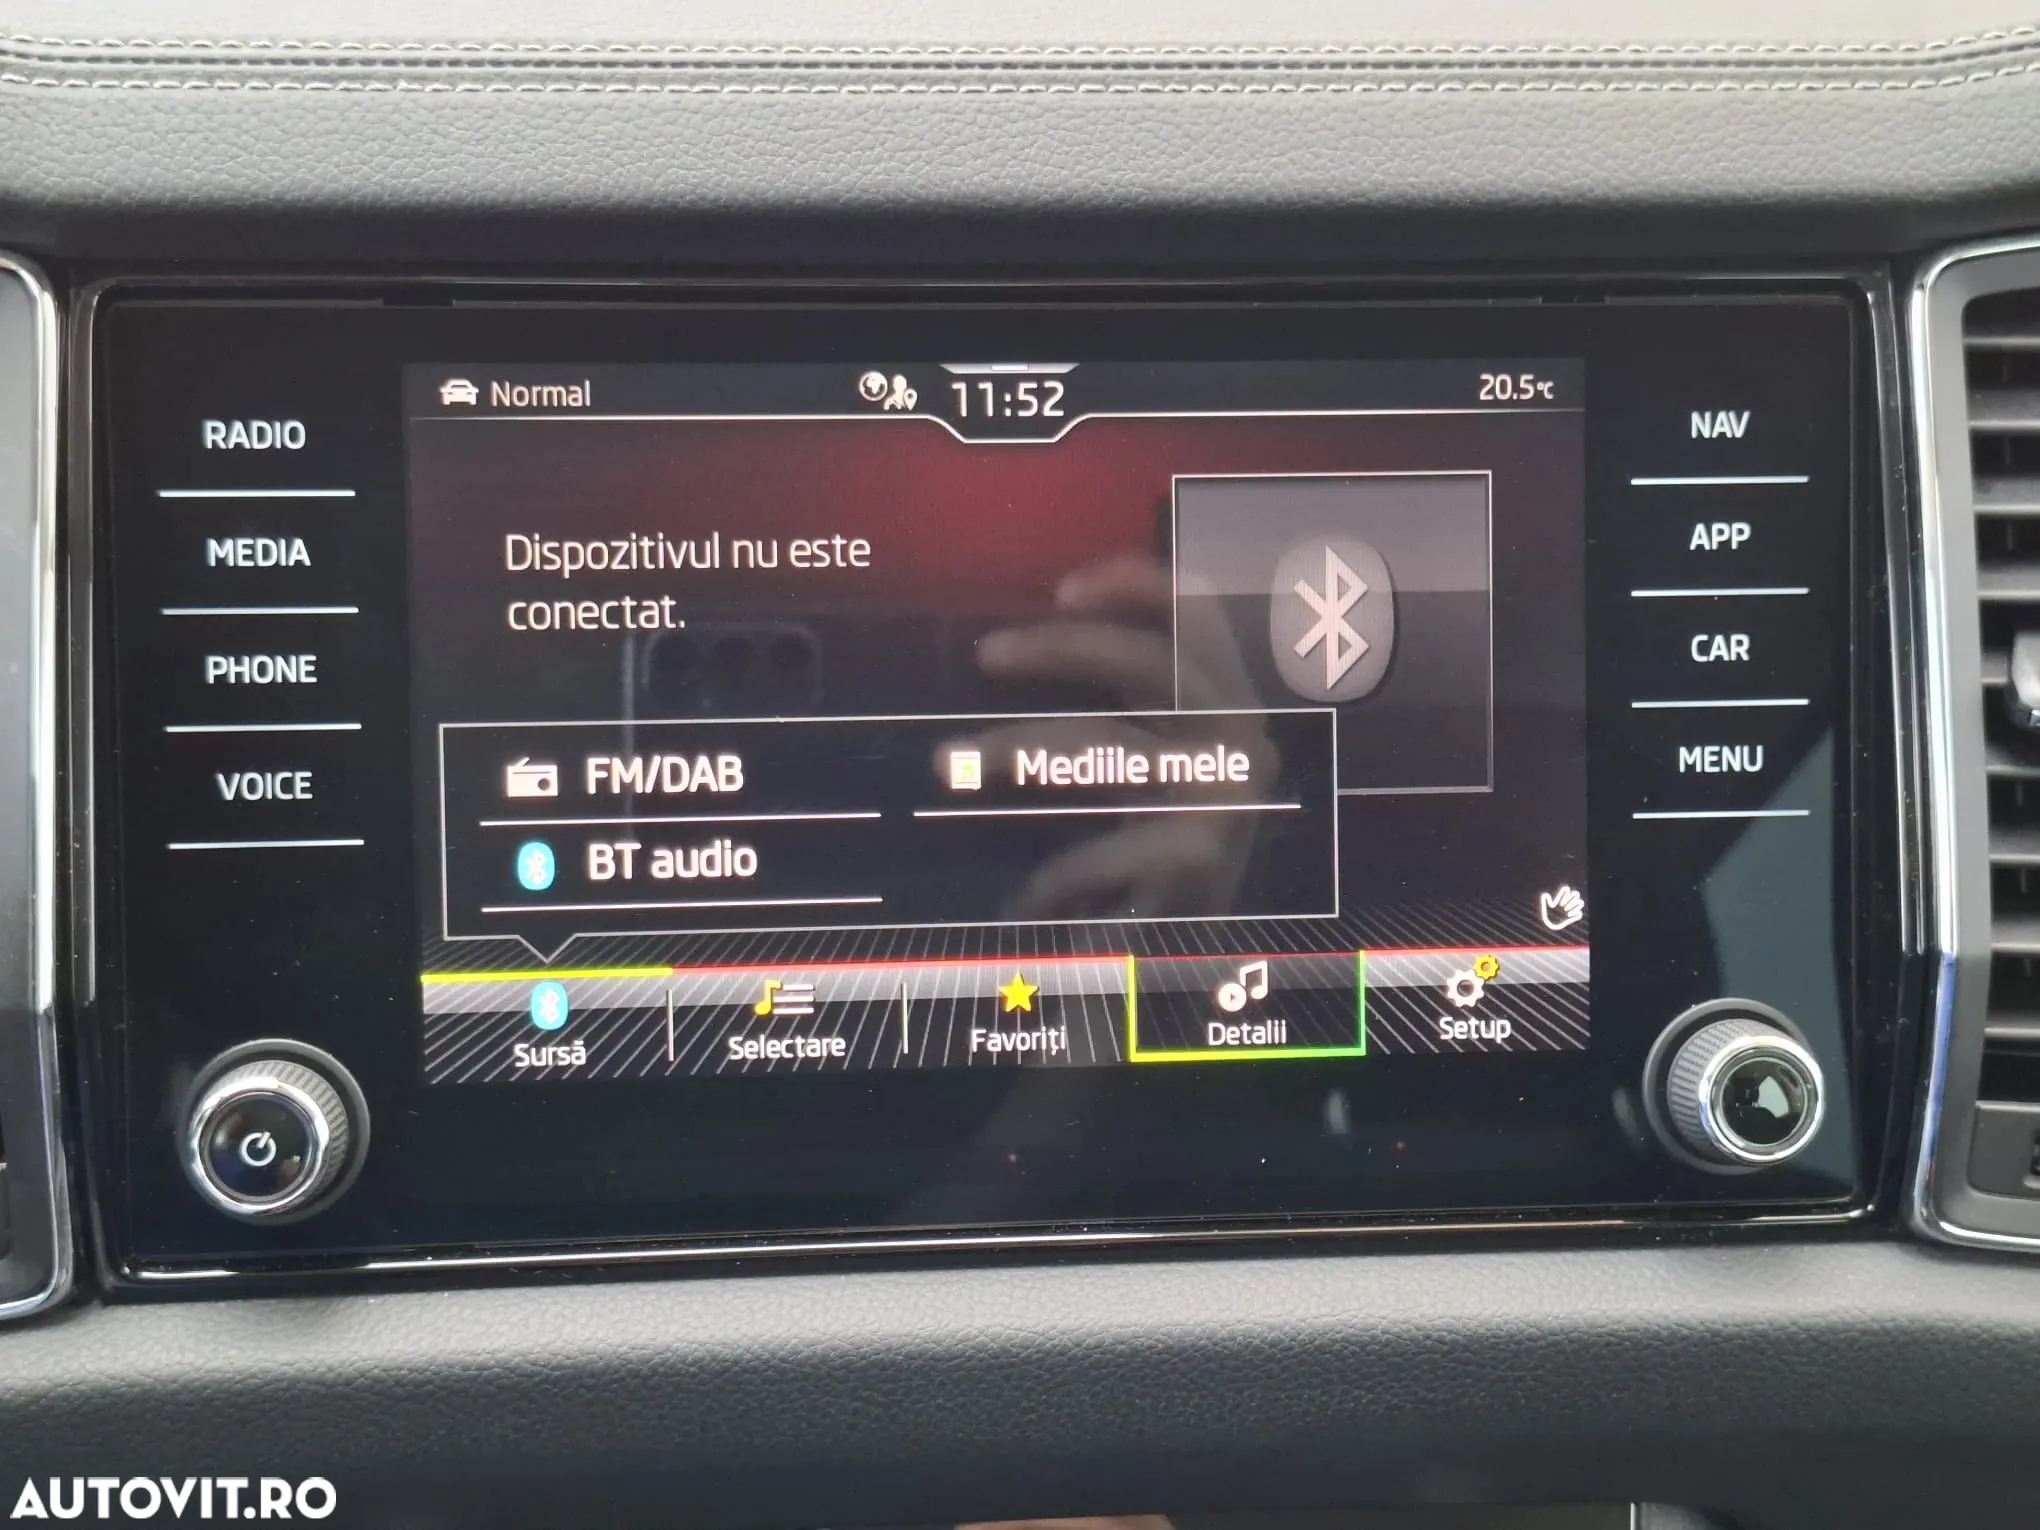 Normal
11:52
20.5°C
RADIO
MEDIA
PHONE
VOICE
NAV
APP
CAR
MENU
Dispozitivul nu este
conectat.
FM/DAB
Mediile mele
BT audio
Sursă
Selectare
Favoriți
Detalii
Setup
AUTOVIT.RO